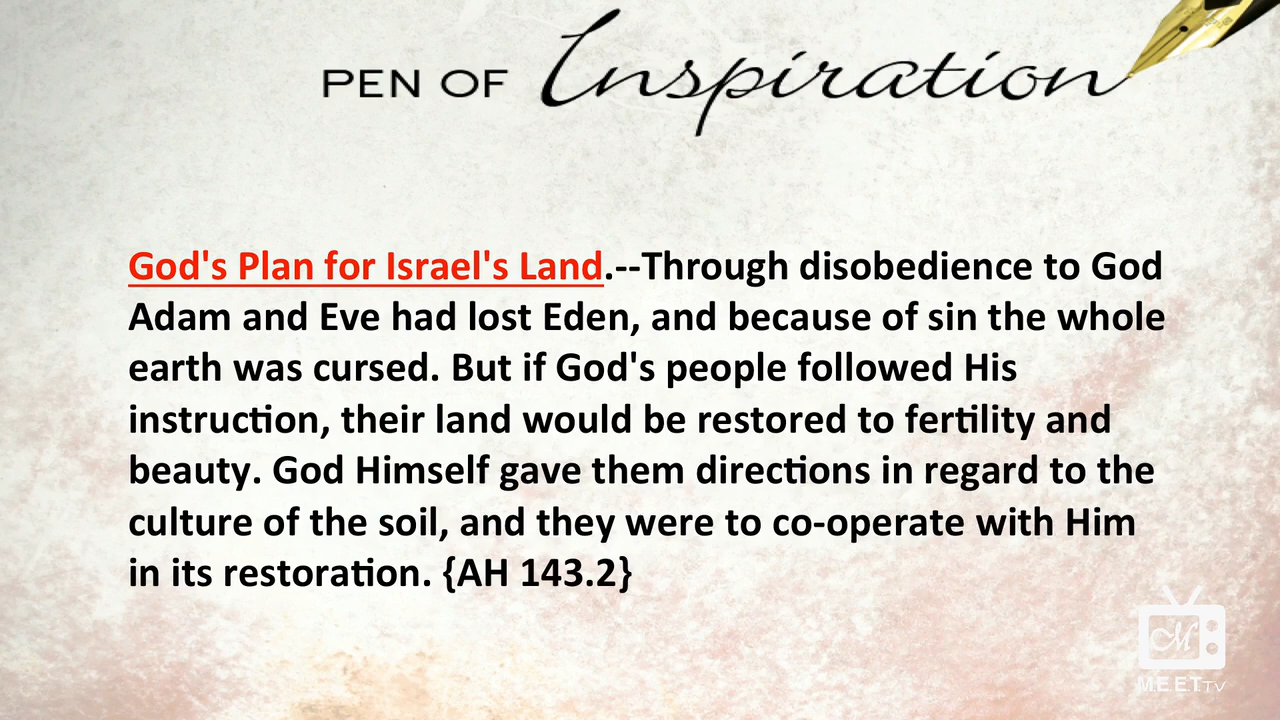 PEN OF Inspiration
God's Plan for Israel's Land.--Through disobedience to God
Adam and Eve had lost Eden, and because of sin the whole
earth was cursed. But if God's people followed His
instruction, their land would be restored to fertility and
beauty. God Himself gave them directions in regard to the
culture of the soil, and they were to co-operate with Him
in its restoration. {AH 143.2}
M
M.E.E.T.TV